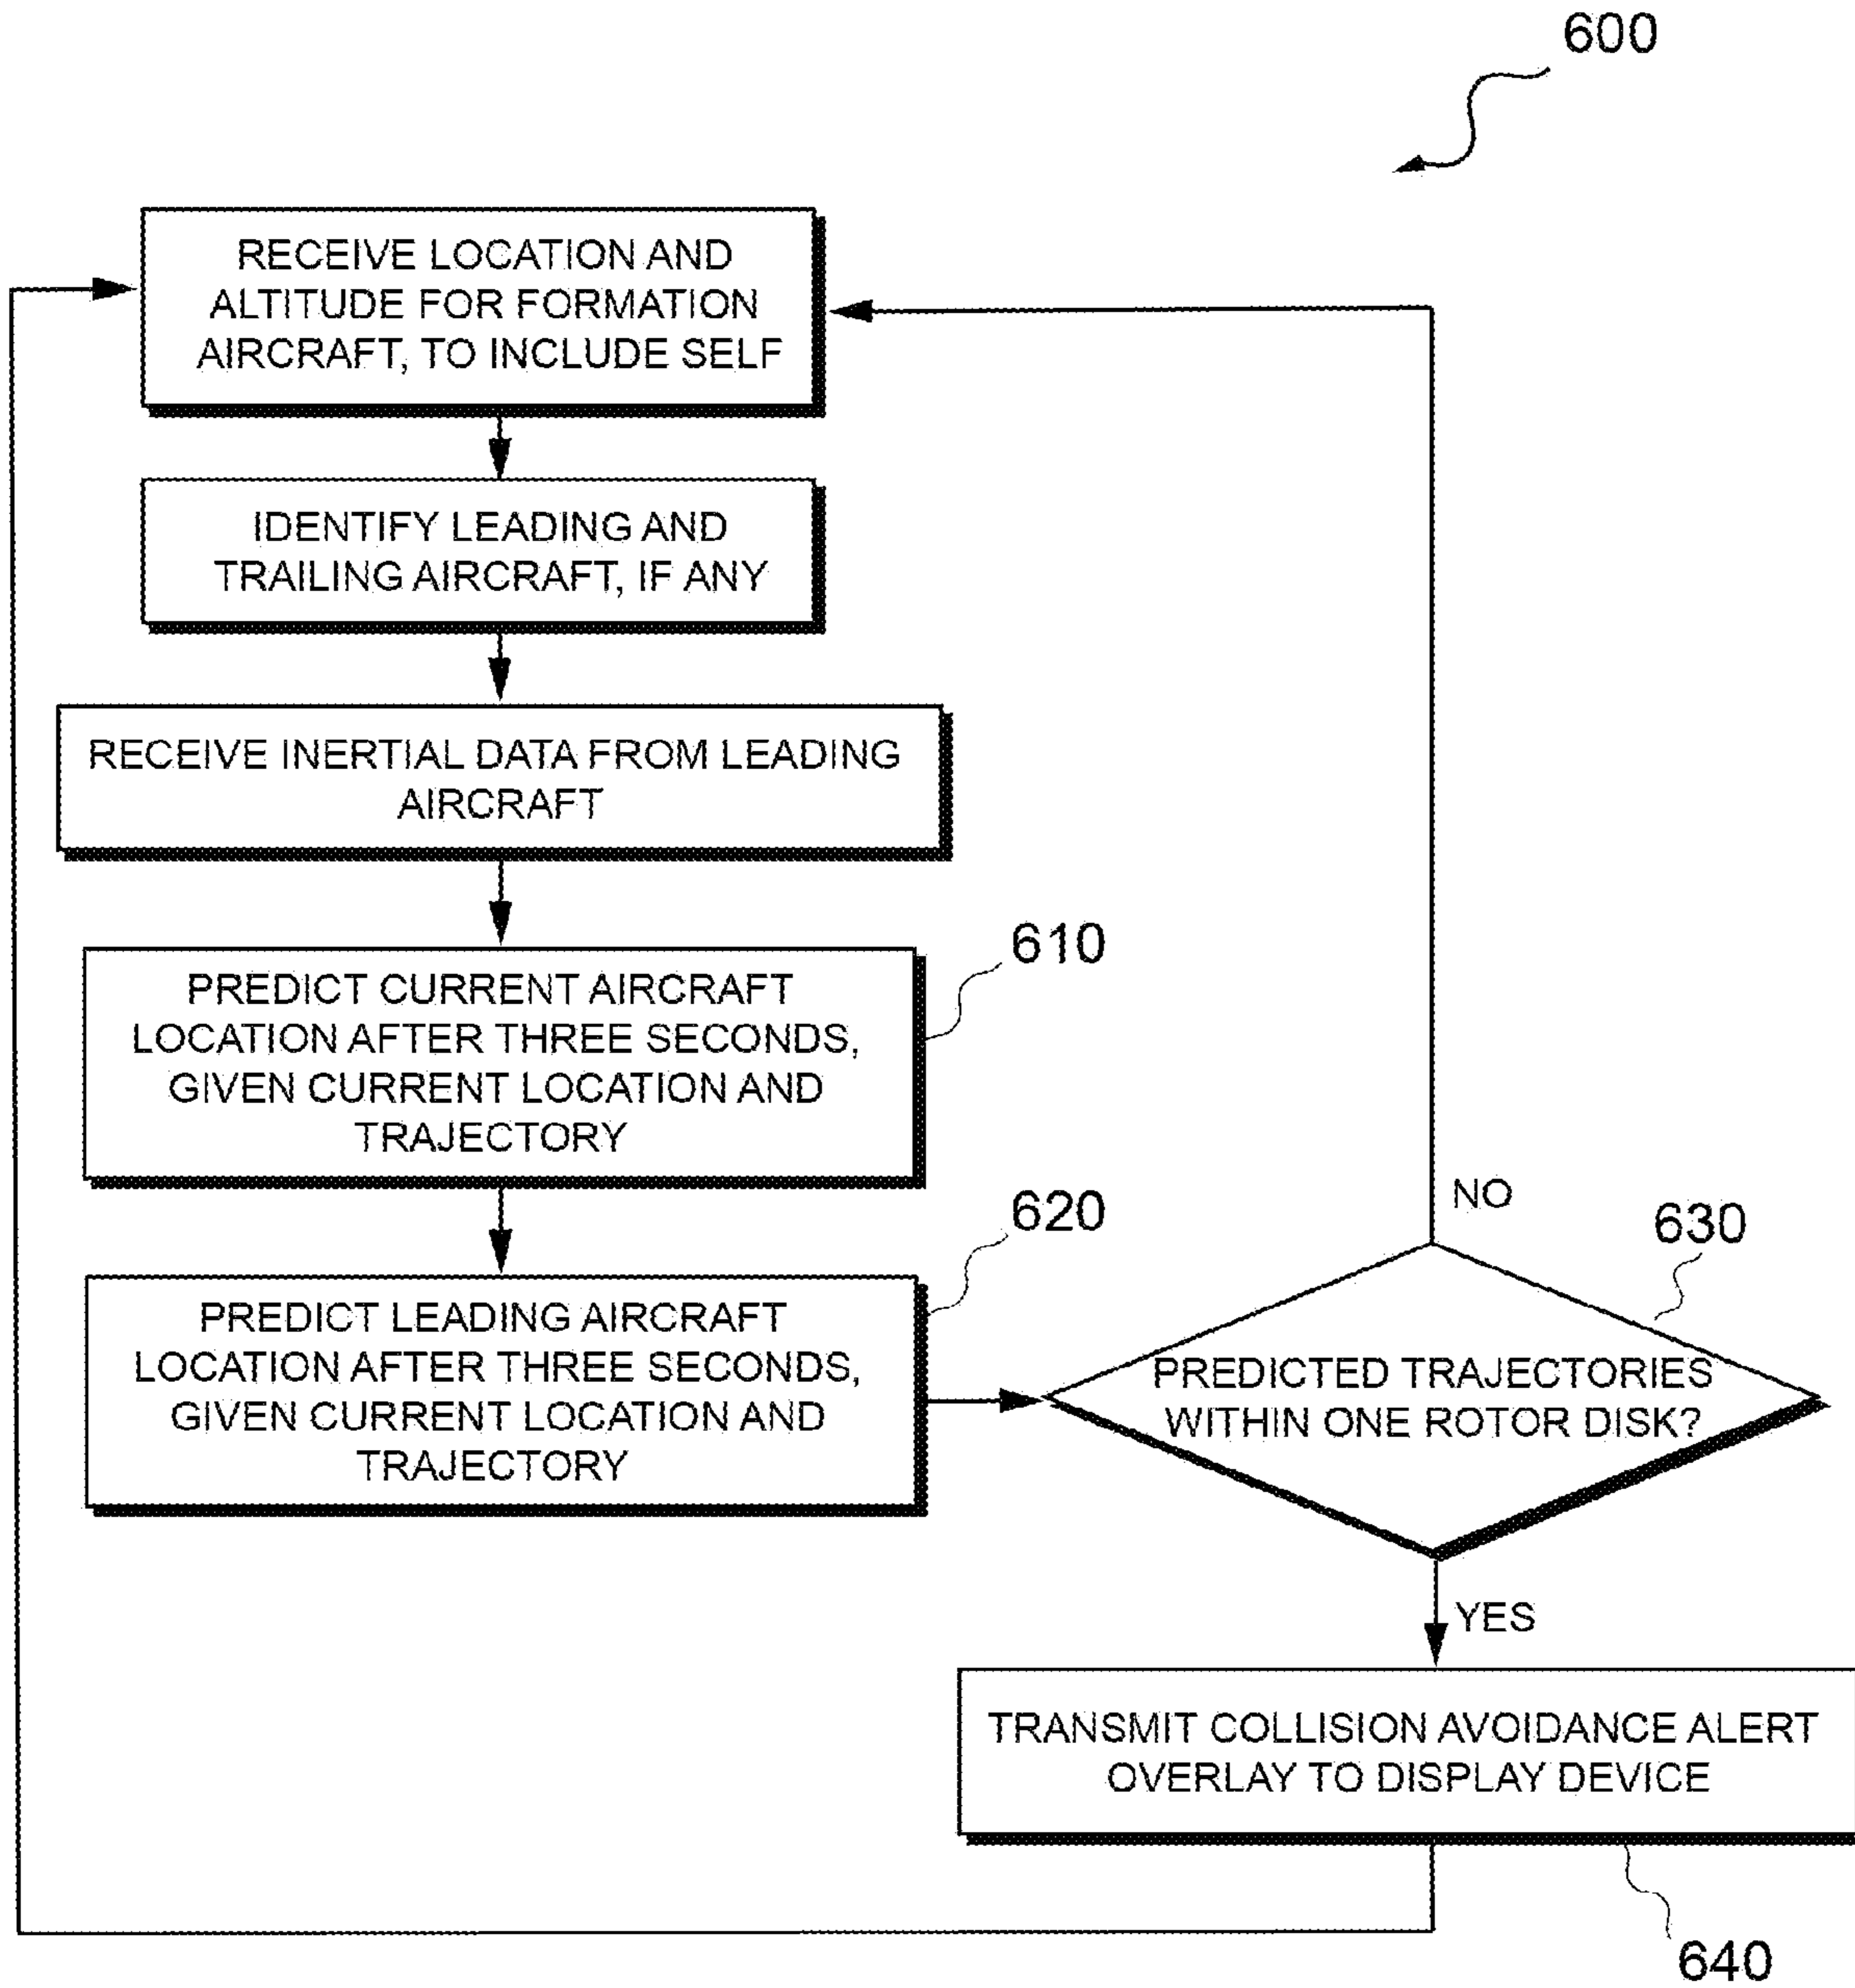 600
RECEIVE LOCATION AND
ALTITUDE FOR FORMATION
AIRCRAFT, TO INCLUDE SELF
IDENTIFY LEADING AND
TRAILING AIRCRAFT, IF ANY
RECEIVE INERTIAL DATA FROM LEADING
AIRCRAFT
610
PREDICT CURRENT AIRCRAFT
LOCATION AFTER THREE SECONDS,
GIVEN CURRENT LOCATION AND
TRAJECTORY
620
PREDICT LEADING AIRCRAFT
LOCATION AFTER THREE SECONDS,
GIVEN CURRENT LOCATION AND
TRAJECTORY
NO
630
PREDICTED TRAJECTORIES
WITHIN ONE ROTOR DISK?
YES
TRANSMIT COLLISION AVOIDANCE ALERT
OVERLAY TO DISPLAY DEVICE
640